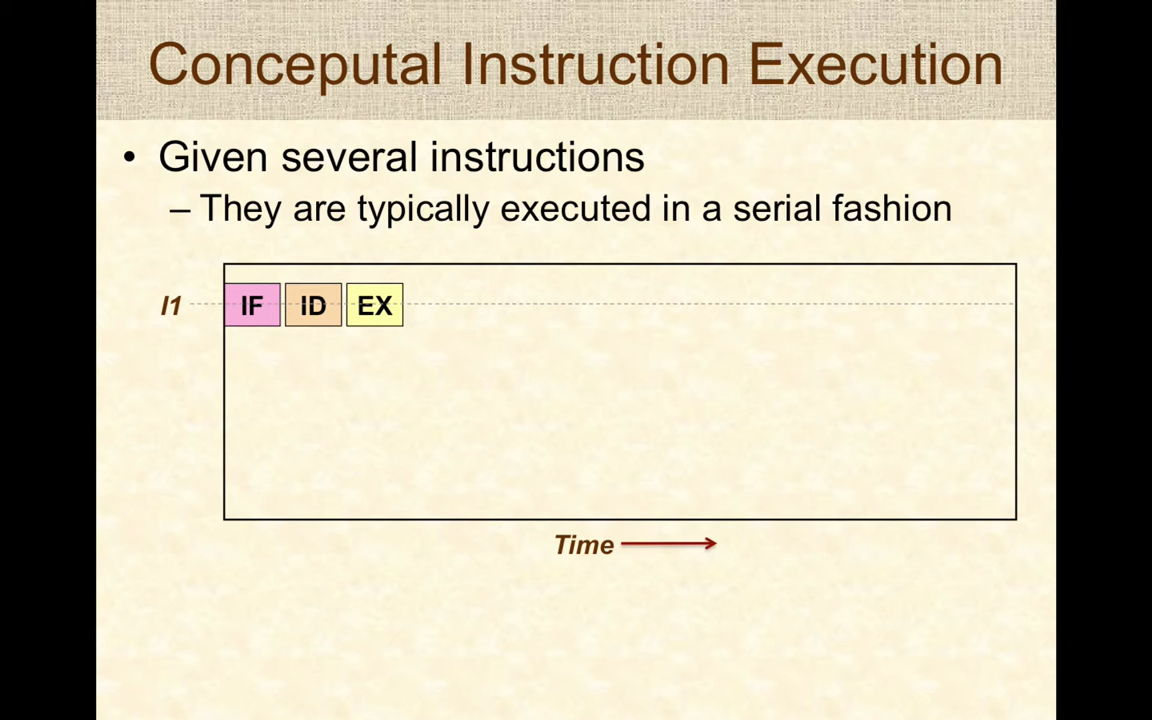 Conceputal Instruction Execution
• Given several instructions
– They are typically executed in a serial fashion
I1 IF ID EX
Time